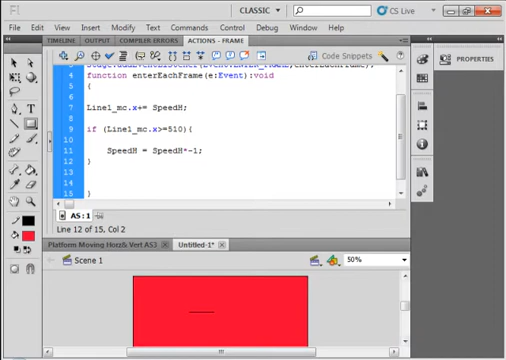 CLASSIC
CS Live
File Edit View Insert Modify Text Commands Control Debug Window Help
TIMELINE OUTPUT COMPILER ERRORS ACTIONS - FRAME
Code Snippets
PROPERTIES
4 function enterEachFrame(e:Event):void
5 {
6
7 Line1_mc.x+= SpeedH;
8
9 if (Line1_mc.x>=510){
10
11 SpeedH = SpeedH*-1;
12 }
13
14
15 }
AS : 1
Line 12 of 15, Col 2
Platform Moving Horz& Vert AS3 Untitled-1*
Scene 1
50%